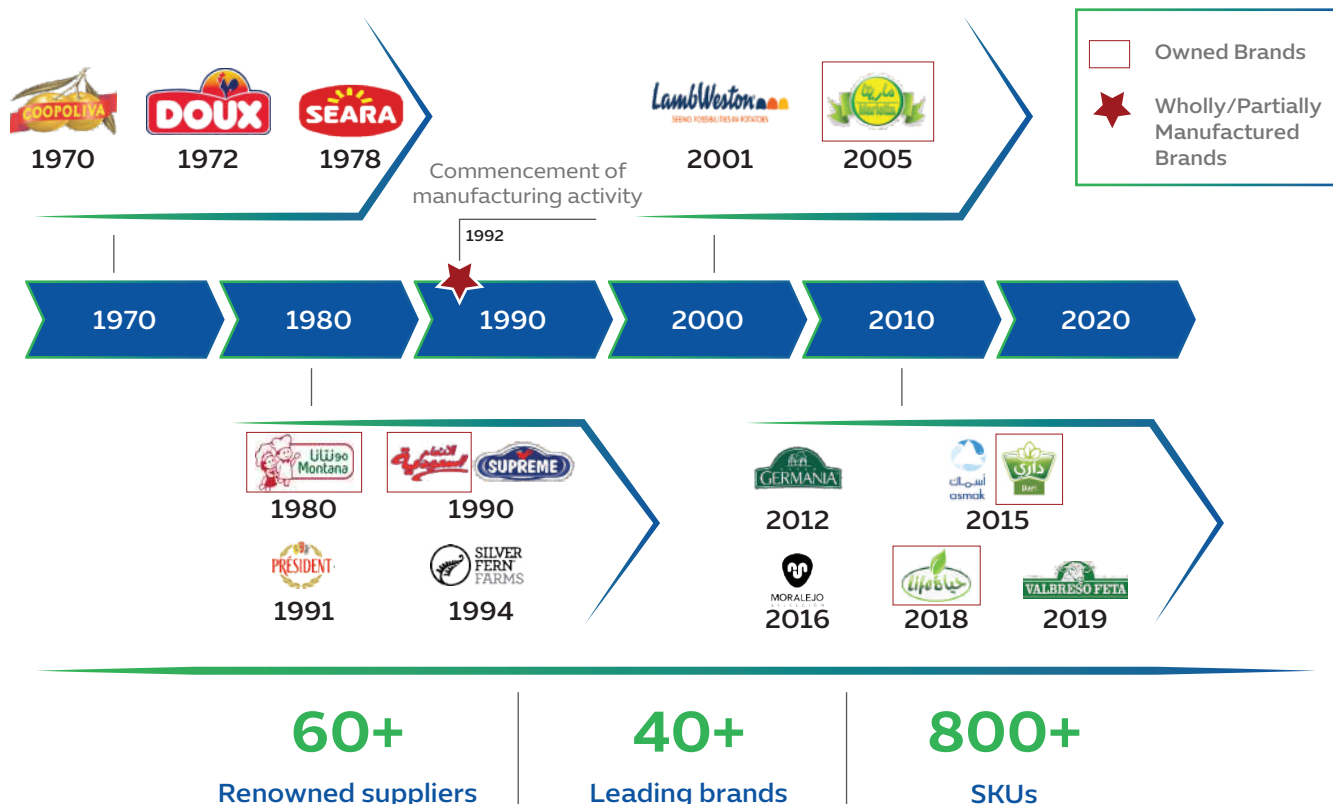 COOPOLIVA
DOUX
SEARA
1970
1972
1978
LambWeston
SEEING POSSIBILITIES IN POTATOES
2001
2005
Owned Brands
Wholly/Partially
Manufactured
Brands
Commencement of
manufacturing activity
1992
1970
1980
1990
2000
2010
2020
مونتانا
Montana
SUPREME
1980
1990
PRÉSIDENT
SILVER
FERN
FARMS
1991
1994
GERMANIA
أسماك
asmak
داري
Dari
2012
2015
MORALEJO
SELECCIÓN
Life حياة
VALBRESO FETA
2016
2018
2019
60+
40+
800+
Renowned suppliers
Leading brands
SKUs